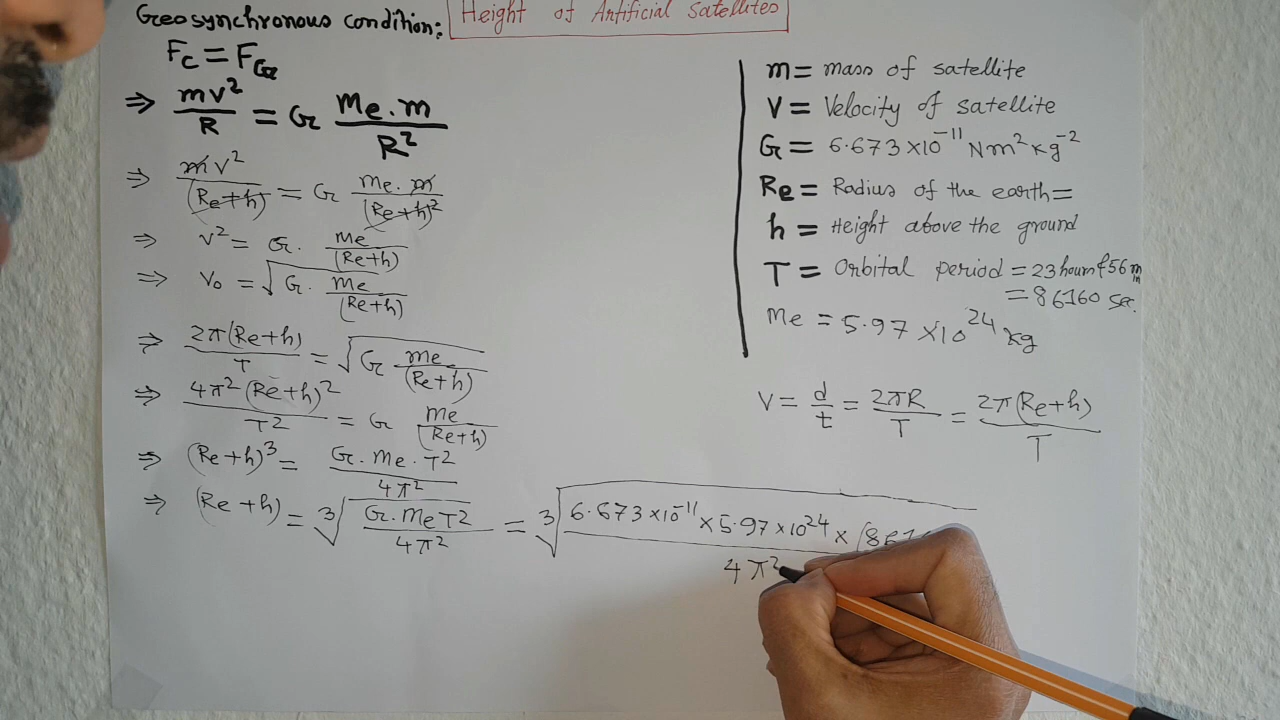 Geosynchronous condition: Height of Artificial Satellites
Fc = FG
⇒ mv²/R = G Me.m/R²
⇒ mv²/(Re+h) = G Me.m/(Re+h)²
⇒ v² = G. Me/(Re+h)
⇒ Vo = √(G. Me/(Re+h))
⇒ 2π(Re+h)/T = √(G Me/(Re+h))
⇒ 4π²(Re+h)²/T² = G Me/(Re+h)
⇒ (Re+h)³ = G.Me.T²/4π²
⇒ (Re+h) = ∛(G.MeT²/4π²) = ∛(6.673×10⁻¹¹×5.97×10²⁴×(8616 / 4π²
m = mass of satellite
V = Velocity of satellite
G = 6.673×10⁻¹¹ Nm²kg⁻²
Re = Radius of the earth =
h = Height above the ground
T = Orbital period = 23 hours & 56 min
= 86160 sec.
Me = 5.97×10²⁴ kg
V = d/t = 2πR/T = 2π(Re+h)/T